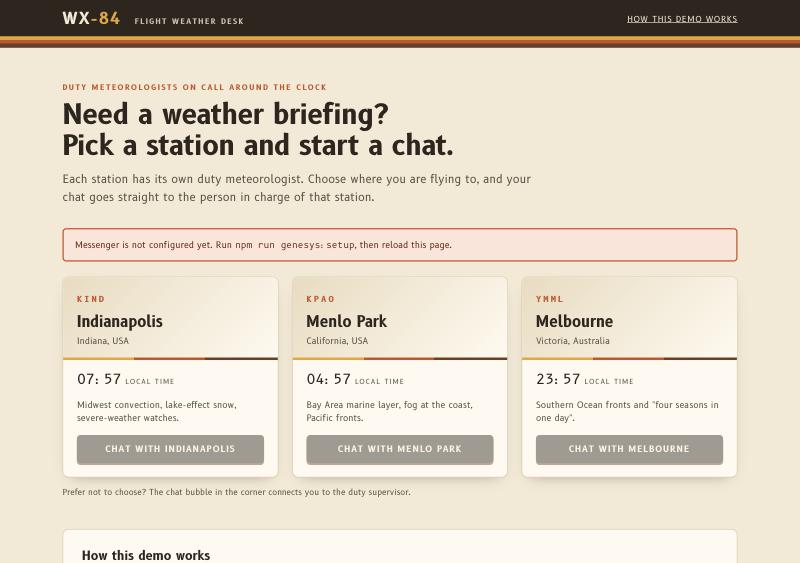 WX-84 FLIGHT WEATHER DESK HOW THIS DEMO WORKS
DUTY METEOROLOGISTS ON CALL AROUND THE CLOCK
Need a weather briefing?
Pick a station and start a chat.
Each station has its own duty meteorologist. Choose where you are flying to, and your
chat goes straight to the person in charge of that station.
Messenger is not configured yet. Run npm run genesys:setup, then reload this page.
KIND
Indianapolis
Indiana, USA
07:57 LOCAL TIME
Midwest convection, lake-effect snow,
severe-weather watches.
CHAT WITH INDIANAPOLIS
KPAO
Menlo Park
California, USA
04:57 LOCAL TIME
Bay Area marine layer, fog at the coast,
Pacific fronts.
CHAT WITH MENLO PARK
YMML
Melbourne
Victoria, Australia
23:57 LOCAL TIME
Southern Ocean fronts and "four seasons in
one day".
CHAT WITH MELBOURNE
Prefer not to choose? The chat bubble in the corner connects you to the duty supervisor.
How this demo works